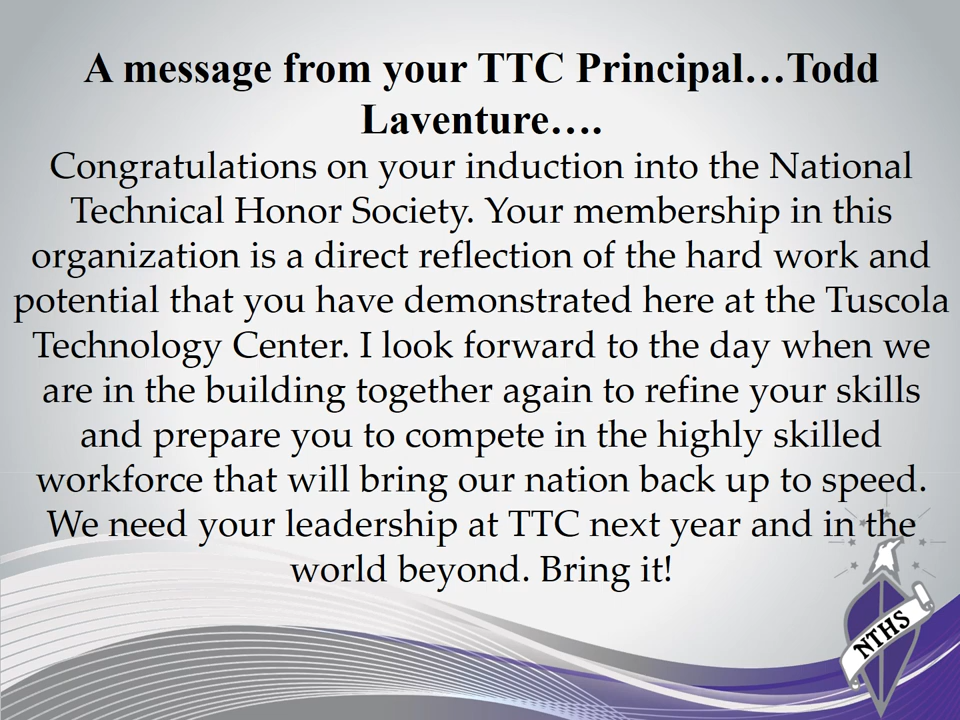 A message from your TTC Principal…Todd
Laventure….
Congratulations on your induction into the National
Technical Honor Society. Your membership in this
organization is a direct reflection of the hard work and
potential that you have demonstrated here at the Tuscola
Technology Center. I look forward to the day when we
are in the building together again to refine your skills
and prepare you to compete in the highly skilled
workforce that will bring our nation back up to speed.
We need your leadership at TTC next year and in the
world beyond. Bring it!
NTHS